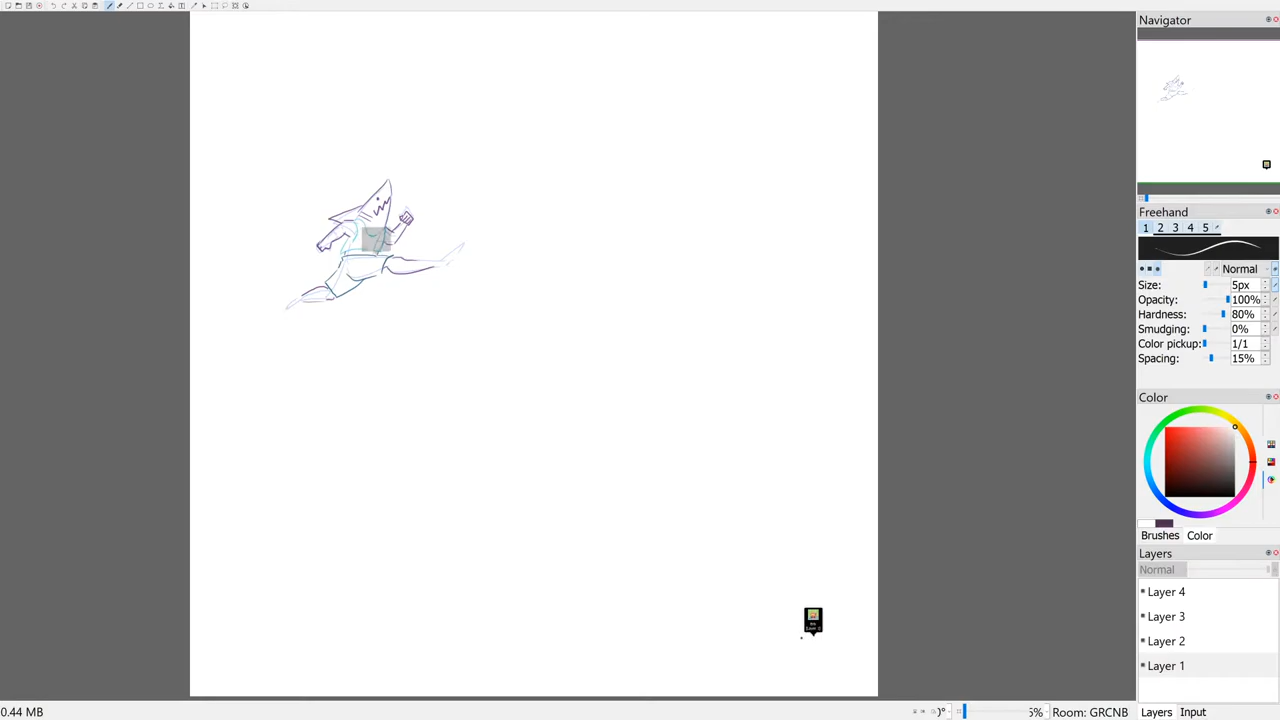 Navigator
Freehand
1 2 3 4 5
Normal
Size: 5px
Opacity: 100%
Hardness: 80%
Smudging: 0%
Color pickup: 1/1
Spacing: 15%
Color
Brushes Color
Layers
Normal
Layer 4
Layer 3
Layer 2
Layer 1
Layers Input
0.44 MB
5% Room: GRCNB